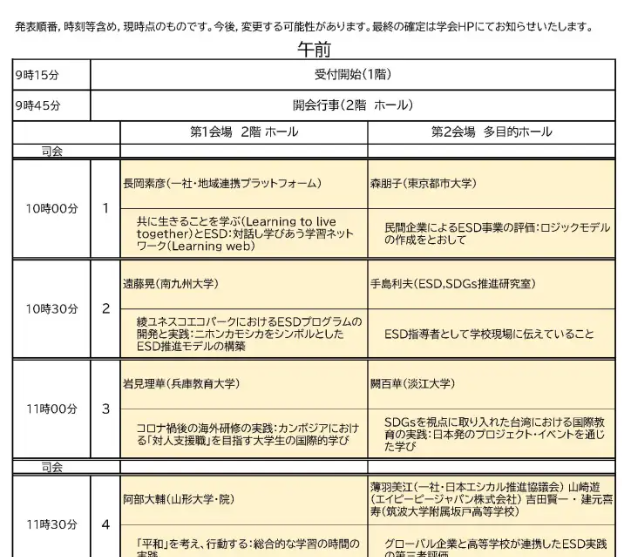 発表順番，時刻等含め，現時点のものです。今後，変更する可能性があります。最終の確定は学会HPにてお知らせいたします。
午前
9時15分 受付開始(1階)
9時45分 開会行事(2階 ホール)
第1会場 2階 ホール 第2会場 多目的ホール
司会
10時00分 1
長岡素彦(一社・地域連携プラットフォーム)
共に生きることを学ぶ(Learning to live
together)とESD:対話し学びあう学習ネット
ワーク(Learning web)
森朋子(東京都市大学)
民間企業によるESD事業の評価:ロジックモデル
の作成をとおして
10時30分 2
遠藤晃(南九州大学)
綾ユネスコエコパークにおけるESDプログラムの
開発と実践:ニホンカモシカをシンボルとした
ESD推進モデルの構築
手島利夫(ESD,SDGs推進研究室)
ESD指導者として学校現場に伝えていること
11時00分 3
岩見理華(兵庫教育大学)
コロナ禍後の海外研修の実践:カンボジアにおけ
る「対人支援職」を目指す大学生の国際的学び
闕百華(淡江大学)
SDGsを視点に取り入れた台湾における国際教
育の実践:日本発のプロジェクト・イベントを通じ
た学び
司会
11時30分 4
阿部大輔(山形大学・院)
「平和」を考え、行動する:総合的な学習の時間の
実践
薄羽美江(一社・日本エシカル推進協議会) 山﨑遊
(エイピーピージャパン株式会社) 吉田賢一・建元喜
寿(筑波大学附属坂戸高等学校)
グローバル企業と高等学校が連携したESD実践
の第三者評価